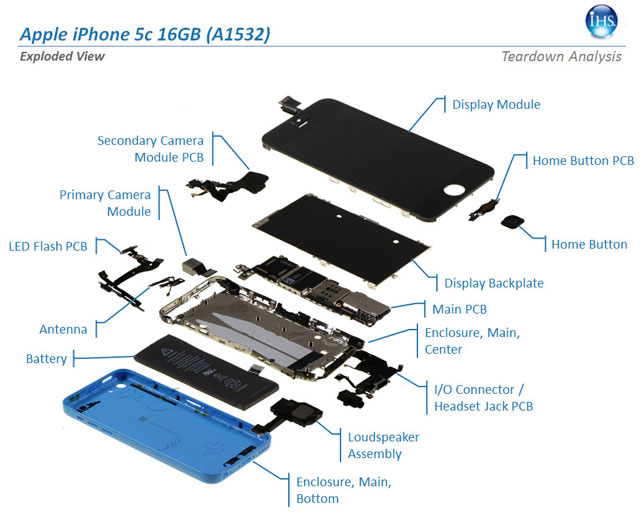 Apple iPhone 5c 16GB (A1532)
IHS
Exploded View
Teardown Analysis
Display Module
Secondary Camera
Module PCB
Home Button PCB
Primary Camera
Module
LED Flash PCB
Home Button
Display Backplate
Main PCB
Antenna
Enclosure, Main,
Center
Battery
I/O Connector /
Headset Jack PCB
Loudspeaker
Assembly
Enclosure, Main,
Bottom